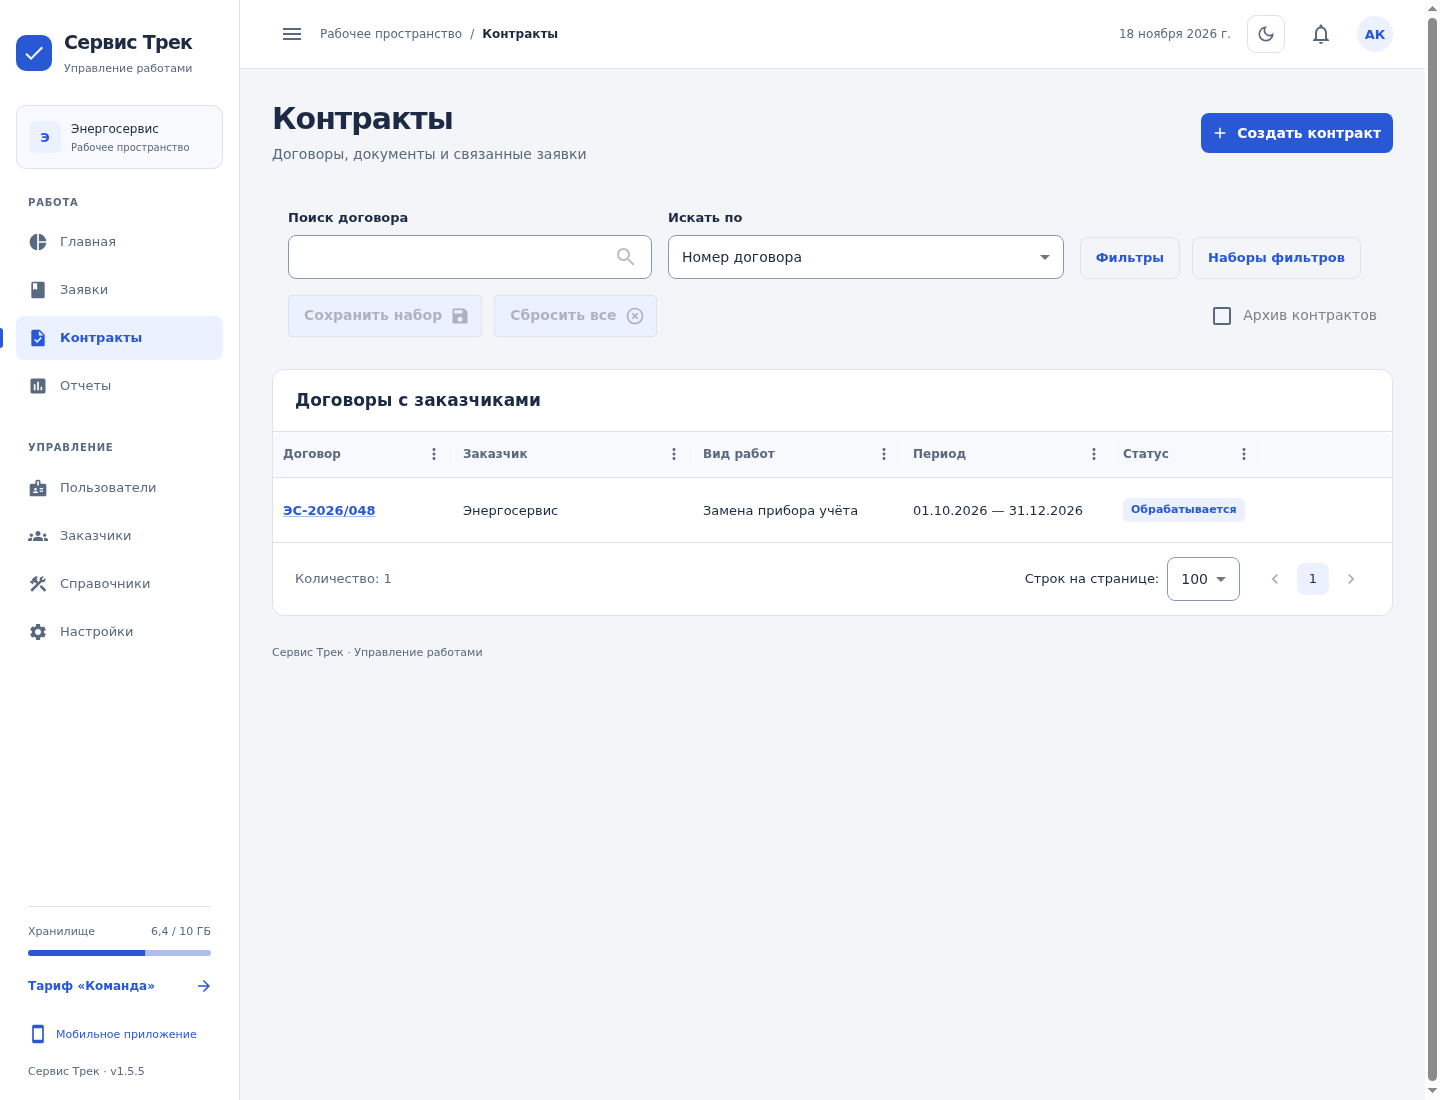 Сервис Трек
Управление работами
Э
Энергосервис
Рабочее пространство
РАБОТА
Главная
Заявки
Контракты
Отчеты
УПРАВЛЕНИЕ
Пользователи
Заказчики
Справочники
Настройки
Хранилище 6,4 / 10 ГБ
Тариф «Команда»
Мобильное приложение
Сервис Трек · v1.5.5
Рабочее пространство / Контракты
18 ноября 2026 г.
АК
Контракты
Договоры, документы и связанные заявки
Создать контракт
Поиск договора
Искать по
Номер договора
Фильтры
Наборы фильтров
Сохранить набор
Сбросить все
Архив контрактов
Договоры с заказчиками
Договор Заказчик Вид работ Период Статус
ЭС-2026/048 Энергосервис Замена прибора учёта 01.10.2026 — 31.12.2026 Обрабатывается
Количество: 1
Строк на странице: 100
1
Сервис Трек · Управление работами